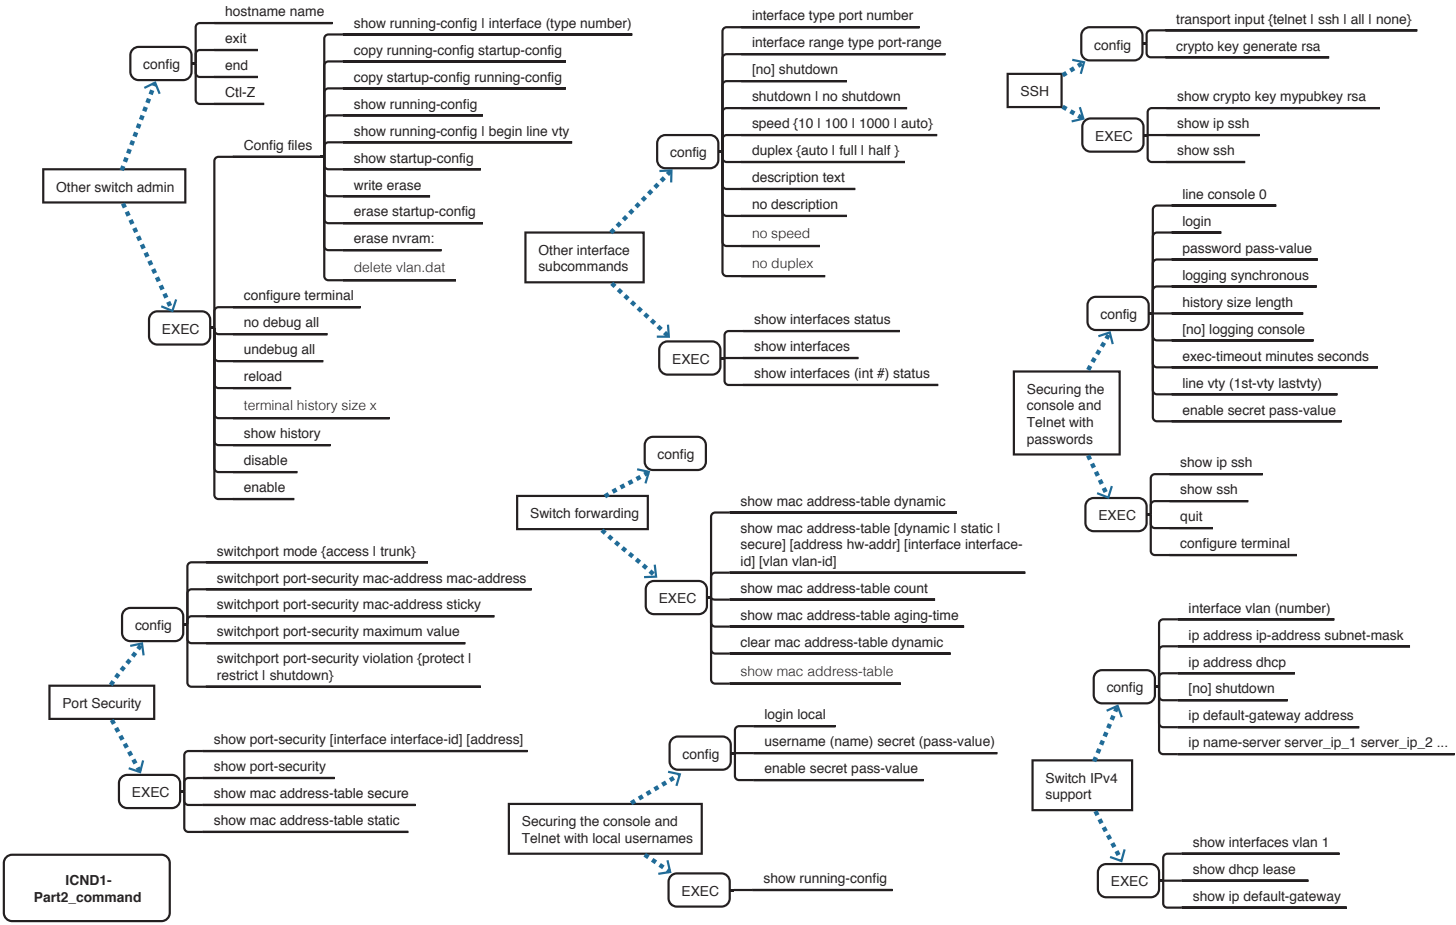 hostname name
exit
end
Ctl-Z
config
Other switch admin
EXEC
Config files
show running-config | interface (type number)
copy running-config startup-config
copy startup-config running-config
show running-config
show running-config | begin line vty
show startup-config
write erase
erase startup-config
erase nvram:
delete vlan.dat
configure terminal
no debug all
undebug all
reload
terminal history size x
show history
disable
enable
switchport mode {access | trunk}
switchport port-security mac-address mac-address
switchport port-security mac-address sticky
switchport port-security maximum value
switchport port-security violation {protect |
restrict | shutdown}
config
Port Security
EXEC
show port-security [interface interface-id] [address]
show port-security
show mac address-table secure
show mac address-table static
ICND1-
Part2_command
interface type port number
interface range type port-range
[no] shutdown
shutdown | no shutdown
speed {10 | 100 | 1000 | auto}
duplex {auto | full | half }
description text
no description
no speed
no duplex
config
Other interface
subcommands
EXEC
show interfaces status
show interfaces
show interfaces (int #) status
config
Switch forwarding
EXEC
show mac address-table dynamic
show mac address-table [dynamic | static |
secure] [address hw-addr] [interface interface-
id] [vlan vlan-id]
show mac address-table count
show mac address-table aging-time
clear mac address-table dynamic
show mac address-table
login local
username (name) secret (pass-value)
enable secret pass-value
config
Securing the console and
Telnet with local usernames
EXEC
show running-config
transport input {telnet | ssh | all | none}
crypto key generate rsa
config
SSH
EXEC
show crypto key mypubkey rsa
show ip ssh
show ssh
line console 0
login
password pass-value
logging synchronous
history size length
[no] logging console
exec-timeout minutes seconds
line vty (1st-vty lastvty)
enable secret pass-value
config
Securing the
console and
Telnet with
passwords
EXEC
show ip ssh
show ssh
quit
configure terminal
interface vlan (number)
ip address ip-address subnet-mask
ip address dhcp
[no] shutdown
ip default-gateway address
ip name-server server_ip_1 server_ip_2 ...
config
Switch IPv4
support
EXEC
show interfaces vlan 1
show dhcp lease
show ip default-gateway